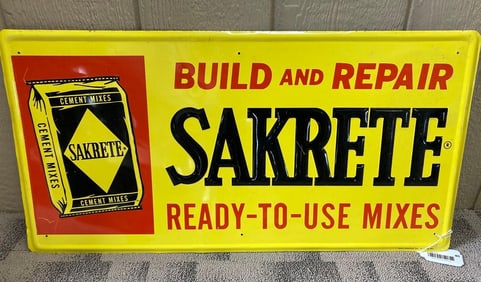 BUILD AND REPAIR
SAKRETE®
READY-TO-USE MIXES
CEMENT MIXES
CEMENT MIXES
SAKRETE
CEMENT MIXES